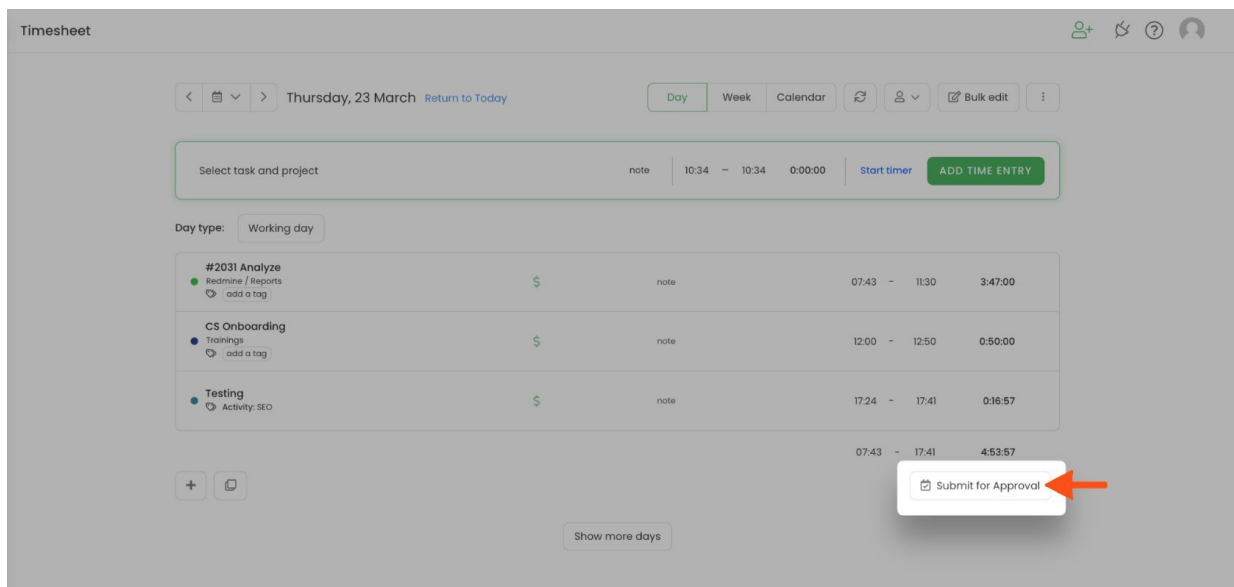 Timesheet
Thursday, 23 March Return to Today
Day Week Calendar Bulk edit
Select task and project note 10:34 – 10:34 0:00:00 Start timer ADD TIME ENTRY
Day type: Working day
#2031 Analyze
Redmine / Reports
add a tag
$ note 07:43 - 11:30 3:47:00
CS Onboarding
Trainings
add a tag
$ note 12:00 - 12:50 0:50:00
Testing
Activity: SEO
$ note 17:24 - 17:41 0:16:57
07:43 - 17:41 4:53:57
Submit for Approval
Show more days